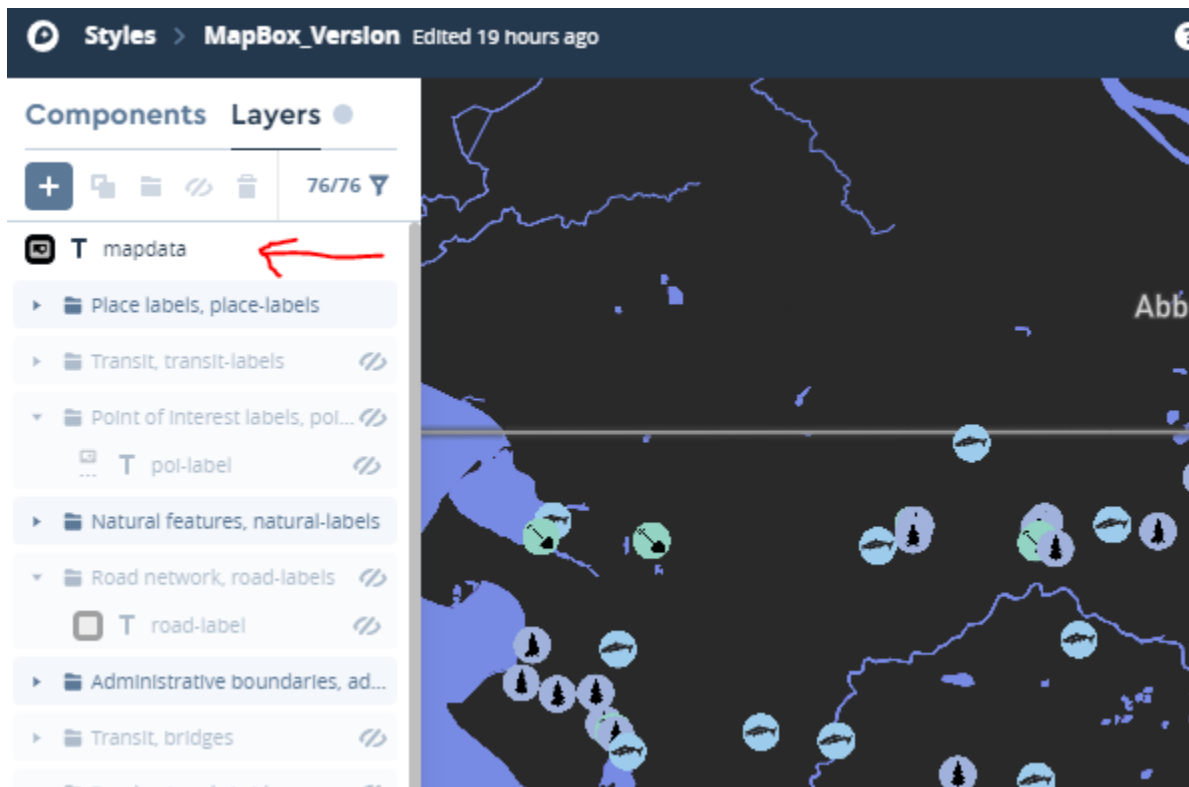 Styles > MapBox_Version Edited 19 hours ago
?
Components Layers
+ 76/76
T mapdata
Place labels, place-labels
Transit, transit-labels
Point of interest labels, poi...
T poi-label
Natural features, natural-labels
Road network, road-labels
T road-label
Administrative boundaries, ad...
Transit, bridges
Abb